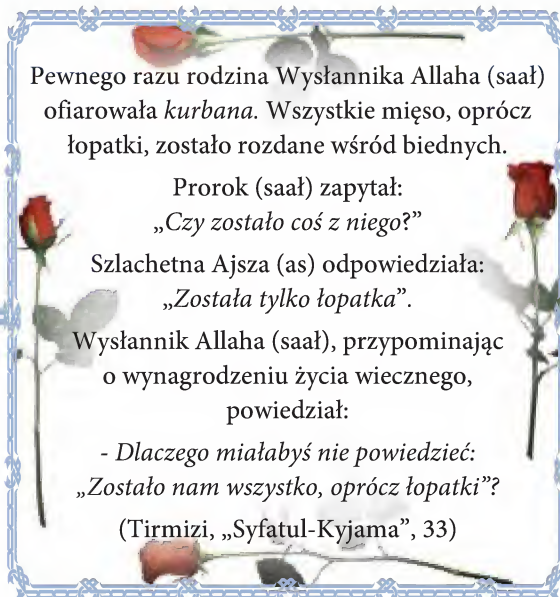 Pewnego razu rodzina Wysłannika Allaha (saał)
ofiarowała kurbana. Wszystkie mięso, oprócz
łopatki, zostało rozdane wśród biednych.
Prorok (saał) zapytał:
„Czy zostało coś z niego?”
Szlachetna Ajsza (as) odpowiedziała:
„Została tylko łopatka”.
Wysłannik Allaha (saał), przypominając
o wynagrodzeniu życia wiecznego,
powiedział:
- Dlaczego miałabyś nie powiedzieć:
„Zostało nam wszystko, oprócz łopatki”?
(Tirmizi, „Syfatul-Kyjama”, 33)